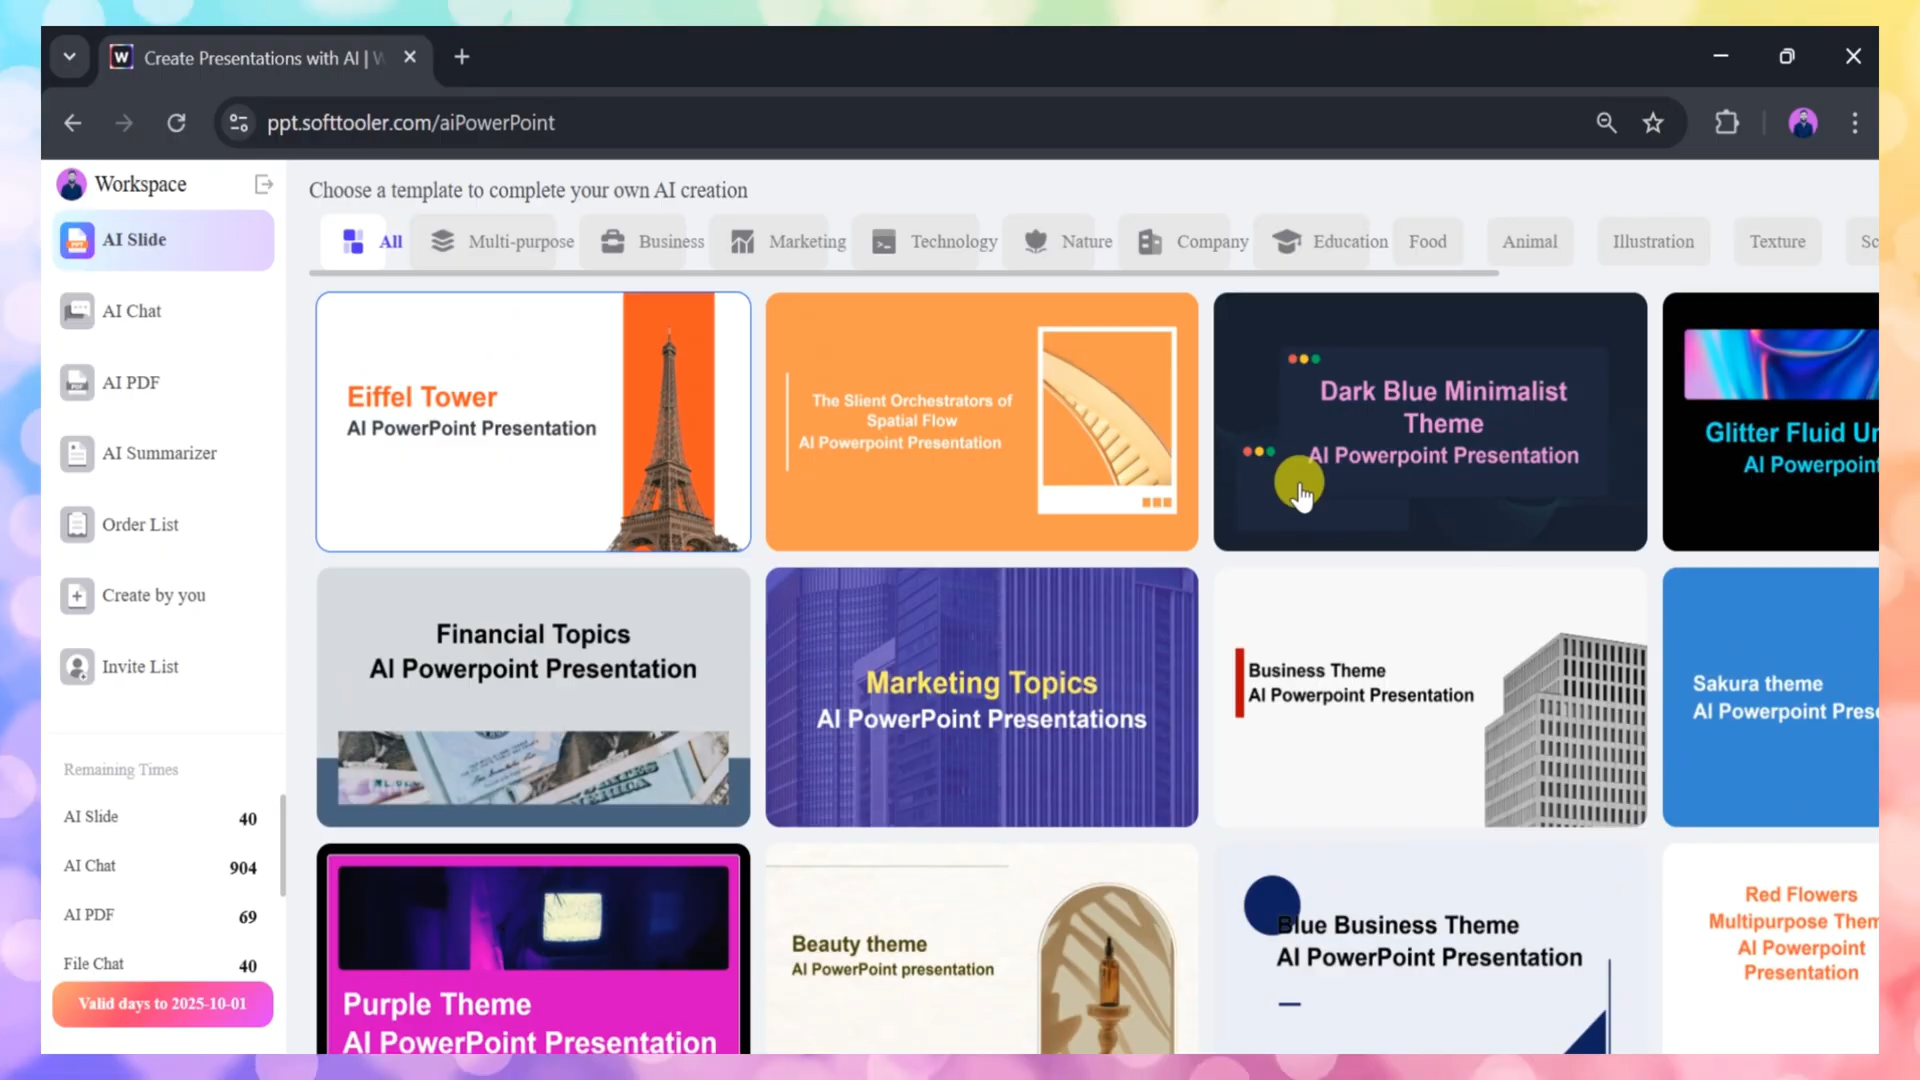 Create Presentations with AI |
ppt.softtooler.com/aiPowerPoint
Workspace
AI Slide
AI Chat
AI PDF
AI Summarizer
Order List
Create by you
Invite List
Remaining Times
AI Slide 40
AI Chat 904
AI PDF 69
File Chat 40
Valid days to 2025-10-01
Choose a template to complete your own AI creation
All Multi-purpose Business Marketing Technology Nature Company Education Food Animal Illustration Texture Sc
Eiffel Tower
AI PowerPoint Presentation
The Slient Orchestrators of
Spatial Flow
AI Powerpoint Presentation
Dark Blue Minimalist
Theme
AI Powerpoint Presentation
Glitter Fluid Un
AI Powerpoint
Financial Topics
AI Powerpoint Presentation
Marketing Topics
AI PowerPoint Presentations
Business Theme
AI Powerpoint Presentation
Sakura theme
AI Powerpoint Prese
Purple Theme
AI PowerPoint Presentation
Beauty theme
AI PowerPoint presentation
Blue Business Theme
AI PowerPoint Presentation
Red Flowers
Multipurpose Them
AI Powerpoint
Presentation